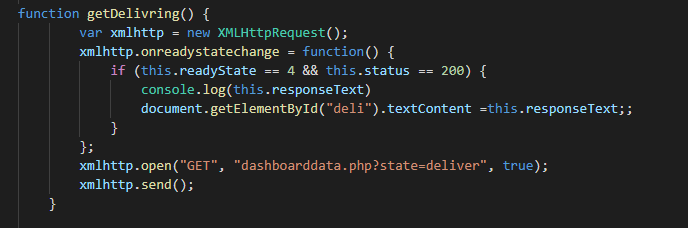 function getDelivring() {
var xmlhttp = new XMLHttpRequest();
xmlhttp.onreadystatechange = function() {
if (this.readyState == 4 && this.status == 200) {
console.log(this.responseText)
document.getElementById("deli").textContent =this.responseText;;
}
};
xmlhttp.open("GET", "dashboarddata.php?state=deliver", true);
xmlhttp.send();
}